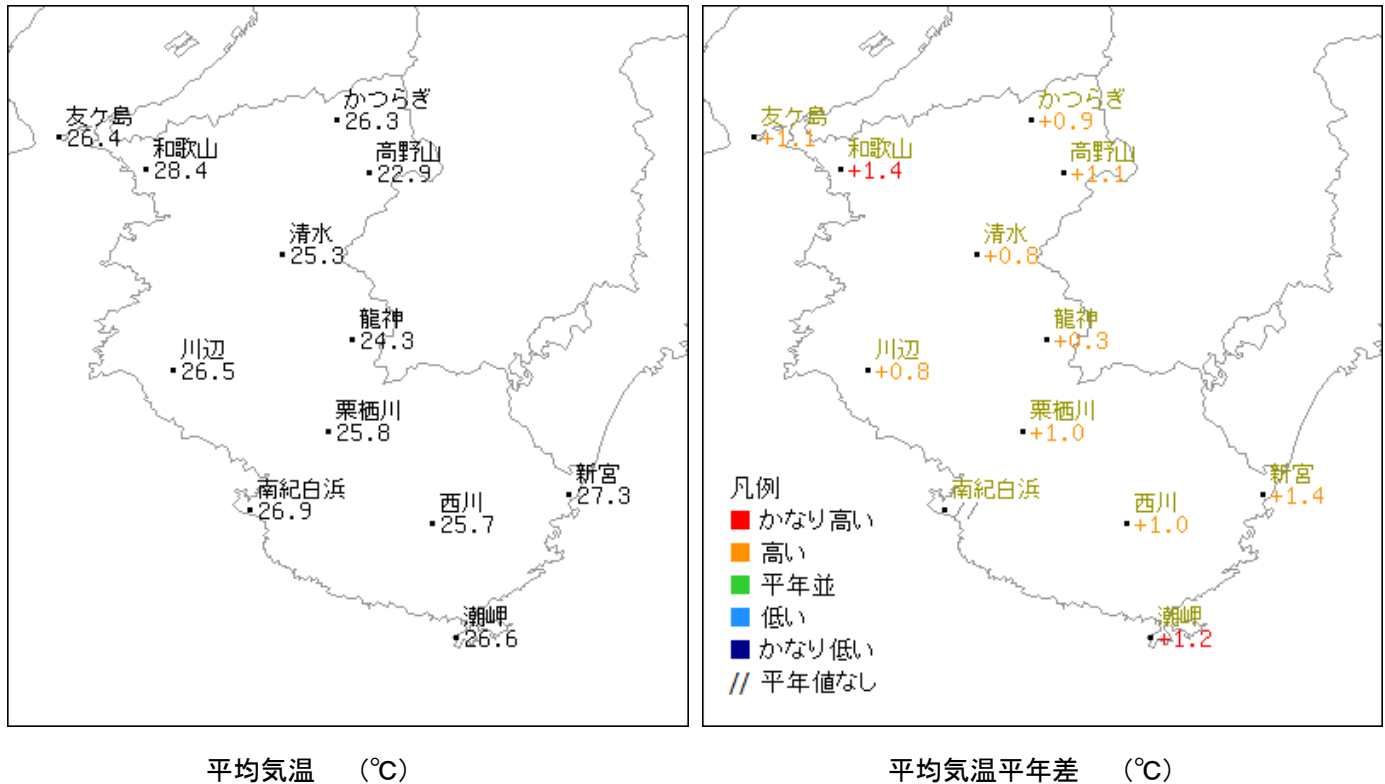 かつらぎ
26.3
友ケ島
26.4
和歌山
28.4
高野山
22.9
清水
25.3
龍神
24.3
川辺
26.5
栗栖川
25.8
南紀白浜
26.9
西川
25.7
新宮
27.3
潮岬
26.6
平均気温 (℃)
かつらぎ
+0.9
友ケ島
+1.1
和歌山
+1.4
高野山
+1.1
清水
+0.8
龍神
+0.3
川辺
+0.8
栗栖川
+1.0
南紀白浜
//
西川
+1.0
新宮
+1.4
潮岬
+1.2
凡例
かなり高い
高い
平年並
低い
かなり低い
// 平年値なし
平均気温平年差 (℃)